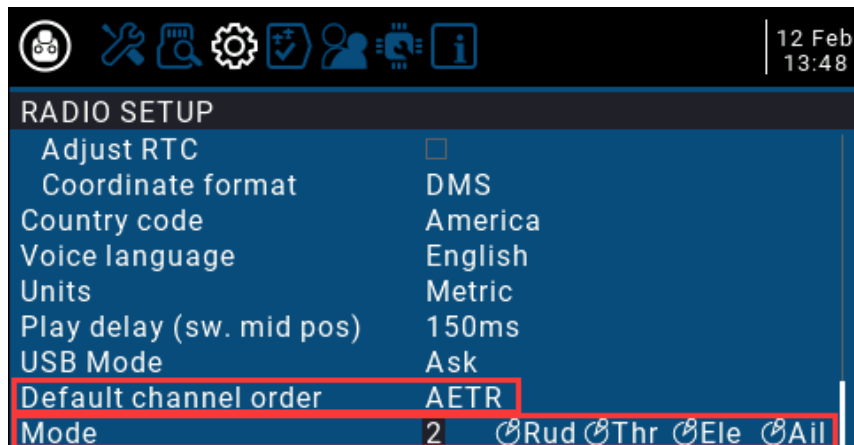 12 Feb
13:48
RADIO SETUP
Adjust RTC
Coordinate format DMS
Country code America
Voice language English
Units Metric
Play delay (sw. mid pos) 150ms
USB Mode Ask
Default channel order AETR
Mode 2 Rud Thr Ele Ail